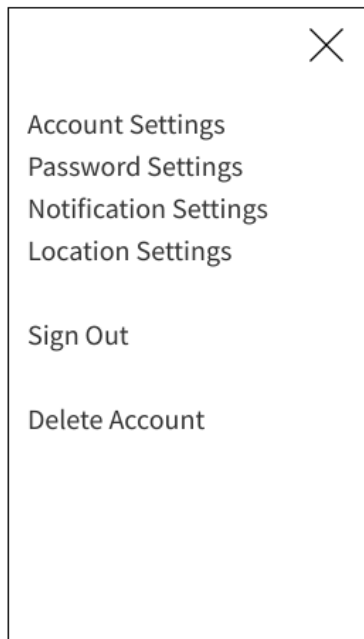 Account Settings
Password Settings
Notification Settings
Location Settings
Sign Out
Delete Account